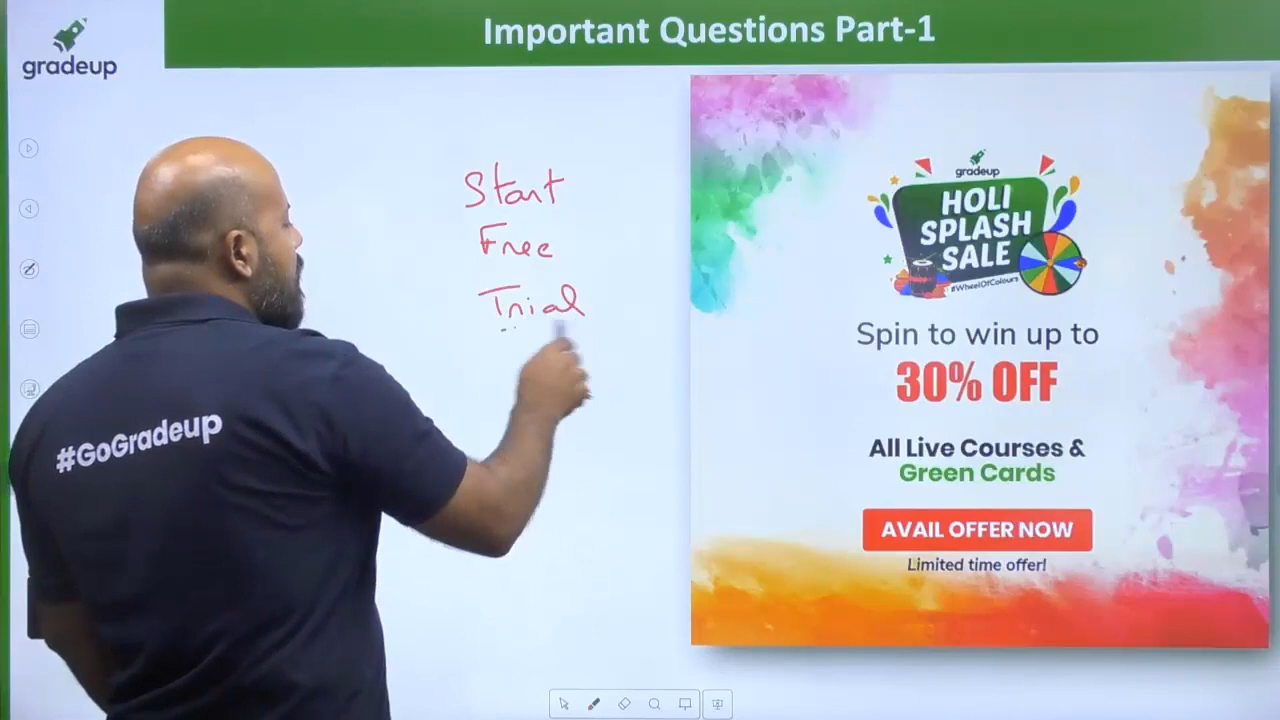 Important Questions Part-1
gradeup
Start
Free
Trial
#GoGradeup
gradeup
HOLI
SPLASH
SALE
#WheelOfColours
Spin to win up to
30% OFF
All Live Courses &
Green Cards
AVAIL OFFER NOW
Limited time offer!